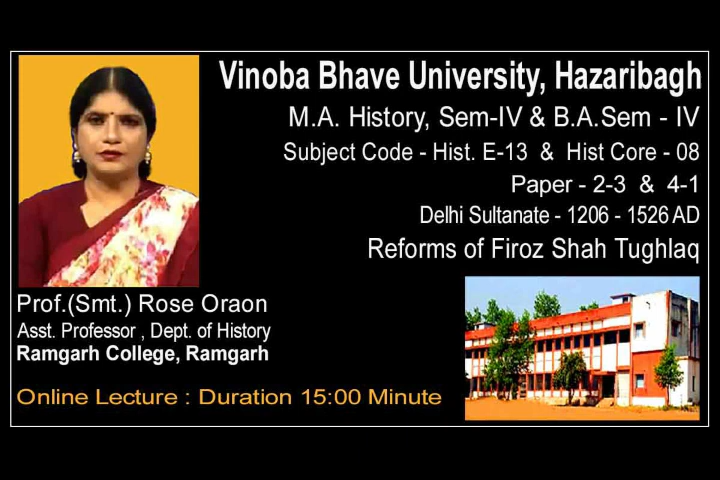 Vinoba Bhave University, Hazaribagh
M.A. History, Sem-IV & B.A.Sem - IV
Subject Code - Hist. E-13 & Hist Core - 08
Paper - 2-3 & 4-1
Delhi Sultanate - 1206 - 1526 AD
Reforms of Firoz Shah Tughlaq
Prof.(Smt.) Rose Oraon
Asst. Professor , Dept. of History
Ramgarh College, Ramgarh
Online Lecture : Duration 15:00 Minute